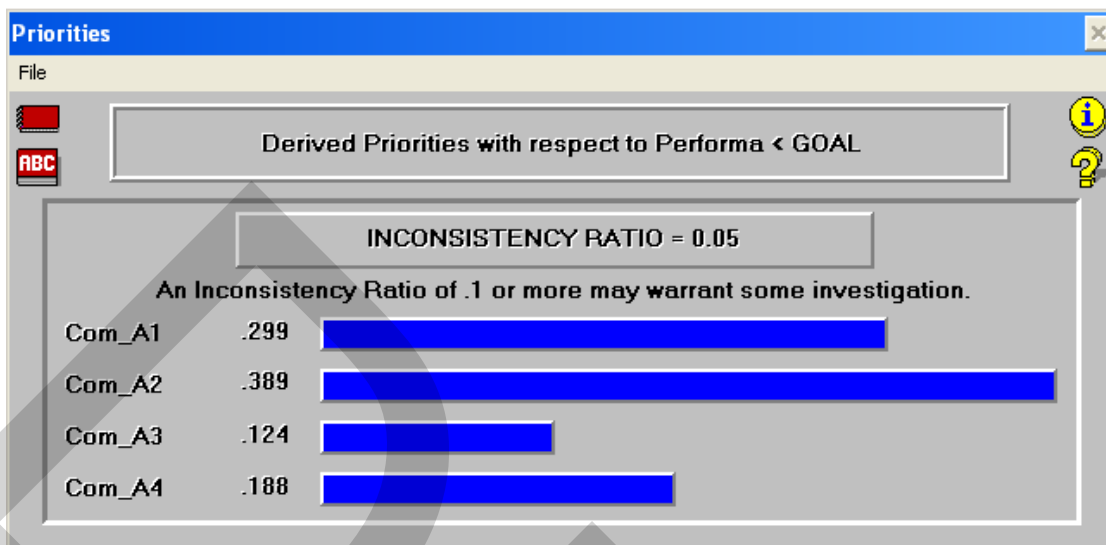 Priorities
File
ABC
Derived Priorities with respect to Performa < GOAL
INCONSISTENCY RATIO = 0.05
An Inconsistency Ratio of .1 or more may warrant some investigation.
Com_A1 .299
Com_A2 .389
Com_A3 .124
Com_A4 .188